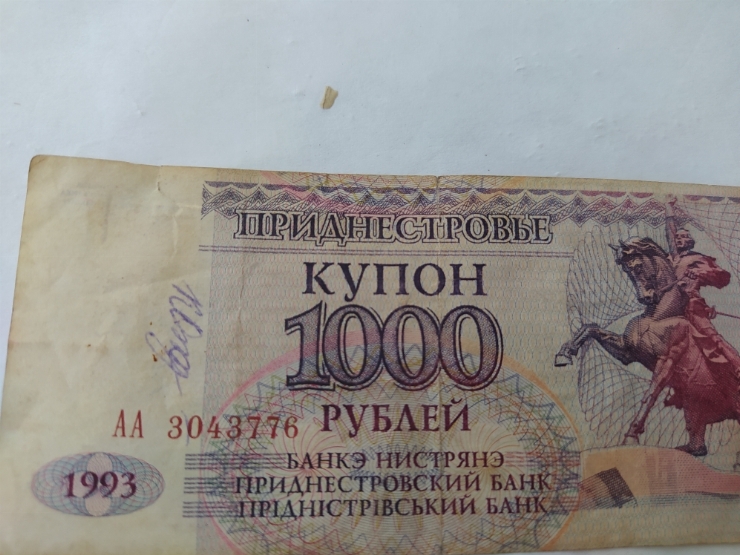 ПРИДНЕСТРОВЬЕ
КУПОН
1000
РУБЛЕЙ
АА 3043776
1993
БАНКЭ НИСТРЯНЭ
ПРИДНЕСТРОВСКИЙ БАНК
ПРІДНІСТРІВСЬКИЙ БАНК